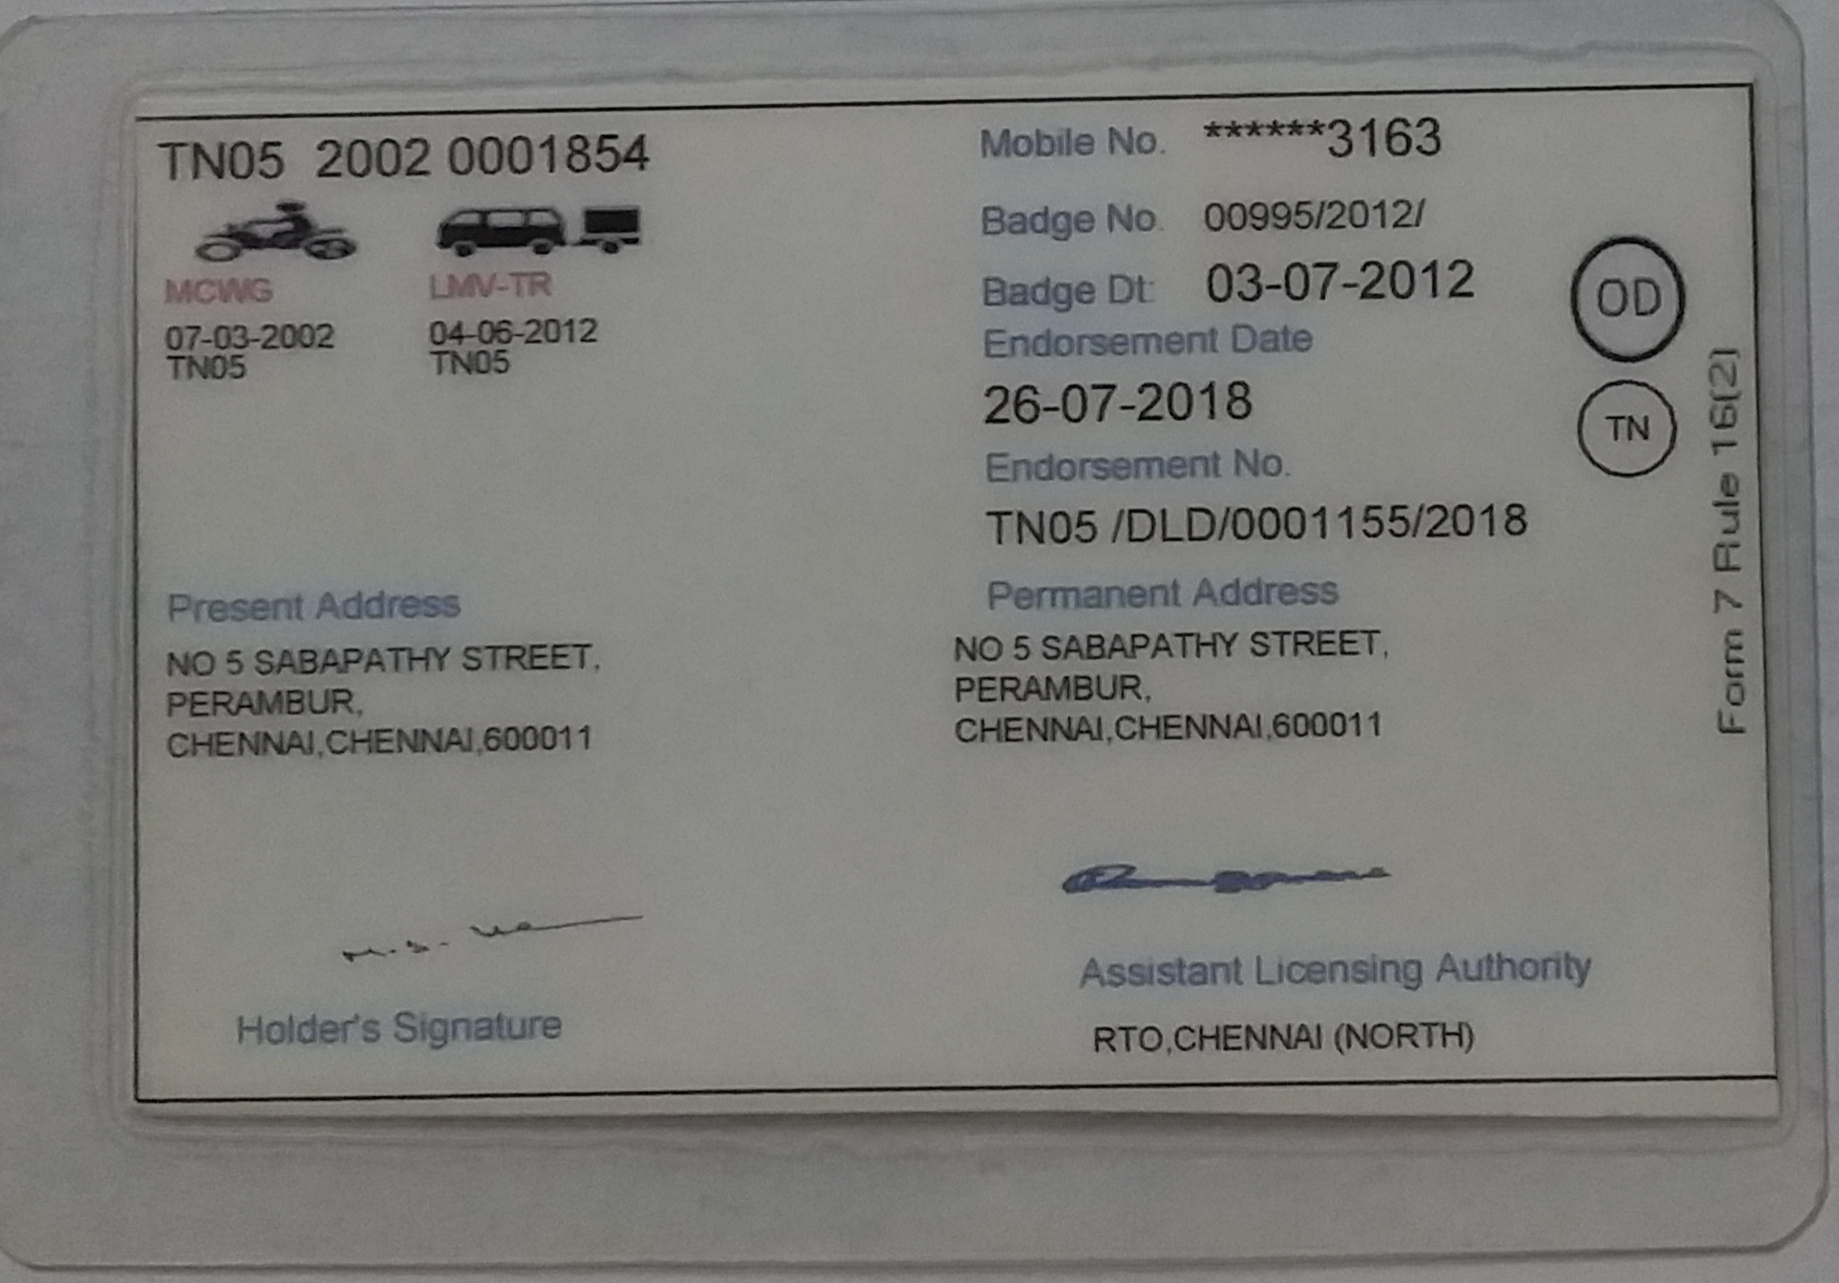 TN05 2002 0001854
MCWG LMV-TR
07-03-2002 04-06-2012
TN05 TN05
Mobile No. ******3163
Badge No. 00995/2012/
Badge Dt: 03-07-2012
Endorsement Date
26-07-2018
Endorsement No.
TN05 /DLD/0001155/2018
OD
TN
Form 7 Rule 16(2)
Present Address
NO 5 SABAPATHY STREET,
PERAMBUR,
CHENNAI,CHENNAI,600011
Permanent Address
NO 5 SABAPATHY STREET,
PERAMBUR,
CHENNAI,CHENNAI,600011
Holder's Signature
Assistant Licensing Authority
RTO,CHENNAI (NORTH)